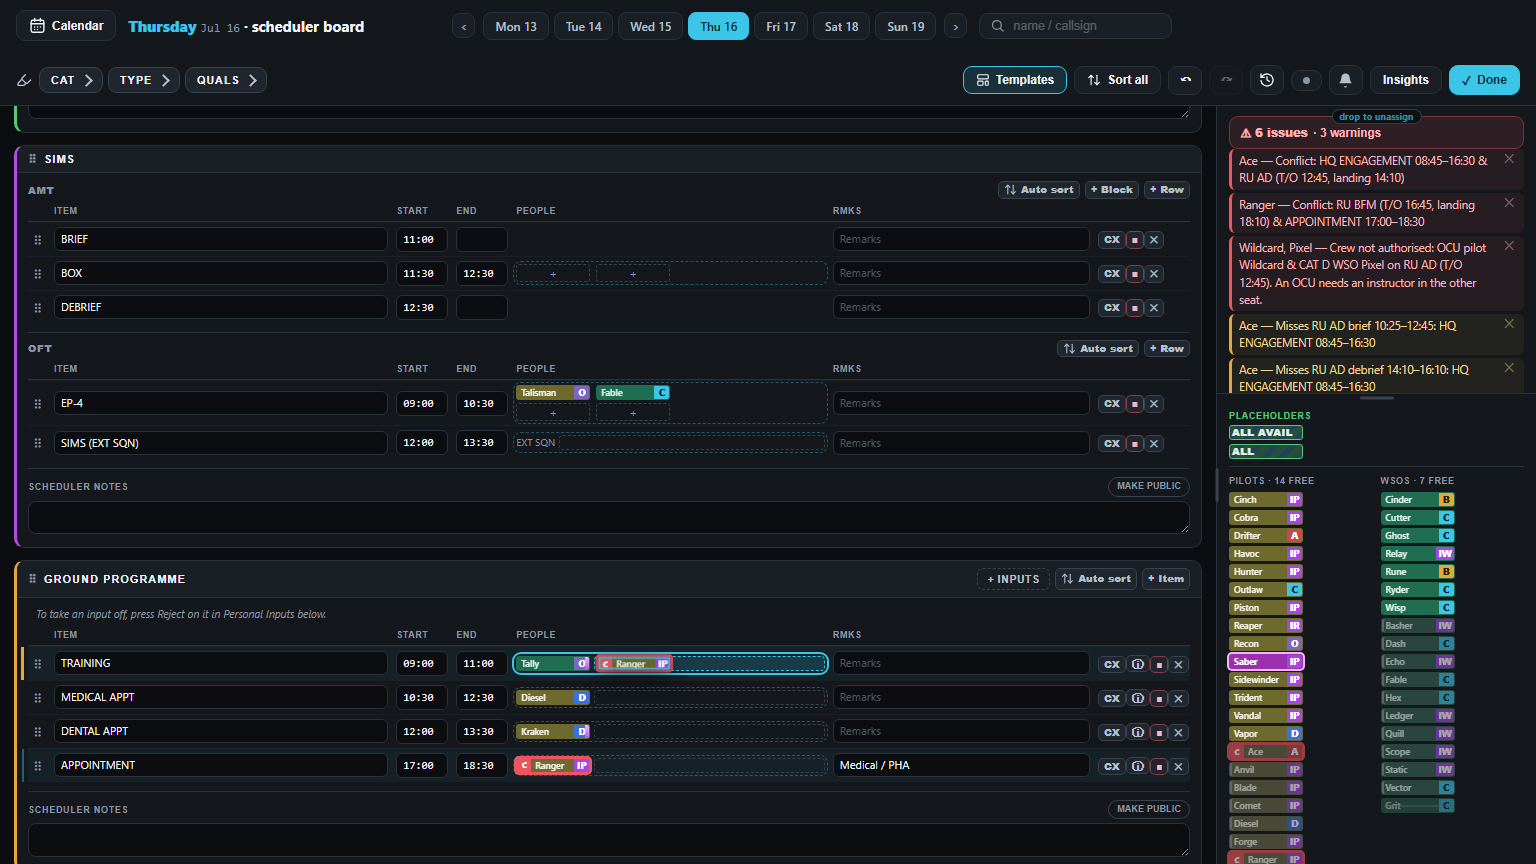 Calendar
Thursday Jul 16 · scheduler board
Mon 13
Tue 14
Wed 15
Thu 16
Fri 17
Sat 18
Sun 19
name / callsign
CAT
TYPE
QUALS
Templates
Sort all
Insights
✓ Done
SIMS
AMT
Auto sort
+ Block
+ Row
ITEM START END PEOPLE RMKS
BRIEF 11:00 Remarks CX
BOX 11:30 12:30 + + Remarks CX
DEBRIEF 12:30 Remarks CX
OFT
Auto sort
+ Row
ITEM START END PEOPLE RMKS
EP-4 09:00 10:30 Talisman O Fable C + + Remarks CX
SIMS (EXT SQN) 12:00 13:30 EXT SQN Remarks CX
SCHEDULER NOTES
MAKE PUBLIC
GROUND PROGRAMME
+ INPUTS
Auto sort
+ Item
To take an input off, press Reject on it in Personal Inputs below.
ITEM START END PEOPLE RMKS
TRAINING 09:00 11:00 Tally O C Ranger IP Remarks CX
MEDICAL APPT 10:30 12:30 Diesel D Remarks CX
DENTAL APPT 12:00 13:30 Kraken D Remarks CX
APPOINTMENT 17:00 18:30 C Ranger IP Medical / PHA CX
SCHEDULER NOTES
MAKE PUBLIC
drop to unassign
6 issues · 3 warnings
Ace — Conflict: HQ ENGAGEMENT 08:45–16:30 &
RU AD (T/O 12:45, landing 14:10)
Ranger — Conflict: RU BFM (T/O 16:45, landing
18:10) & APPOINTMENT 17:00–18:30
Wildcard, Pixel — Crew not authorised: OCU pilot
Wildcard & CAT D WSO Pixel on RU AD (T/O
12:45). An OCU needs an instructor in the other
seat.
Ace — Misses RU AD brief 10:25–12:45: HQ
ENGAGEMENT 08:45–16:30
Ace — Misses RU AD debrief 14:10–16:10: HQ
ENGAGEMENT 08:45–16:30
PLACEHOLDERS
ALL AVAIL
ALL
PILOTS · 14 FREE
Cinch IP
Cobra IP
Drifter A
Havoc IP
Hunter IP
Outlaw C
Piston IP
Reaper IR
Recon O
Saber IP
Sidewinder IP
Trident IP
Vandal IP
Vapor D
C Ace A
Anvil IP
Blade IP
Comet IP
Diesel D
Forge IP
C Ranger IP
WSOS · 7 FREE
Cinder B
Cutter C
Ghost C
Relay IW
Rune B
Ryder C
Wisp C
Basher IW
Dash C
Echo IW
Fable C
Hex C
Ledger IW
Quill IW
Scope IW
Static IW
Vector C
Grit C